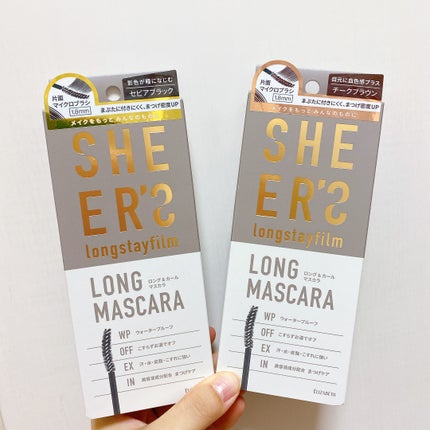 片面
マイクロブラシ
1.8mm
影色が瞳になじむ
セピアブラック
まぶたに付きにくく、まつげ密度UP
メイクをもっとみんなのものに
SHE
ER'S
longstayfilm
LONG
MASCARA
ロング&カール
マスカラ
WP ウォータープルーフ
OFF こすらずお湯でオフ
EX 汗・水・皮脂・こすれに強い
IN 美容液成分配合 まつげケア
片面
マイクロブラシ
1.8mm
目元に血色感プラス
チークブラウン
まぶたに付きにくく、まつげ密度UP
メイクをもっとみんなのものに
SHE
ER'S
longstayfilm
LONG
MASCARA
ロング&カール
マスカラ
WP ウォータープルーフ
OFF こすらずお湯でオフ
EX 汗・水・皮脂・こすれに強い
IN 美容液成分配合 まつげケア
ELIZABETH